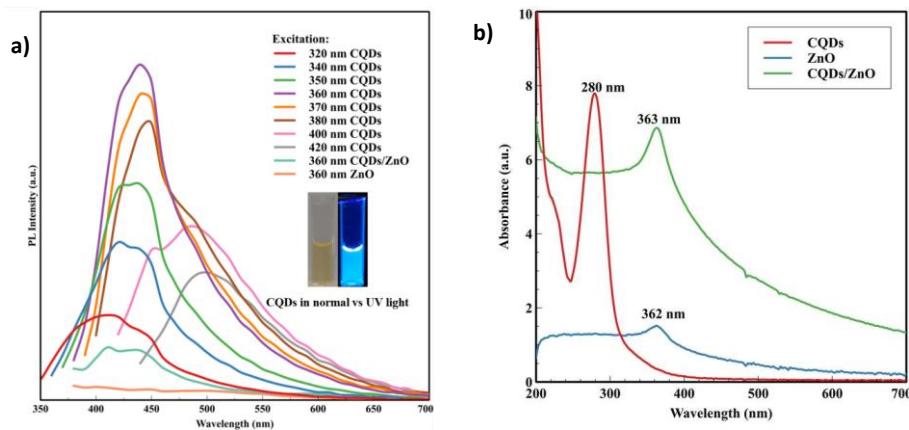 a)
Excitation:
320 nm CQDs
340 nm CQDs
350 nm CQDs
360 nm CQDs
370 nm CQDs
380 nm CQDs
400 nm CQDs
420 nm CQDs
360 nm CQDs/ZnO
360 nm ZnO
CQDs in normal vs UV light
PL Intensity (a.u.)
350 400 450 500 550 600 650 700
Wavelength (nm)
b)
CQDs
ZnO
CQDs/ZnO
280 nm
363 nm
362 nm
Absorbance (a.u.)
10
8
6
4
2
0
200 300 400 500 600 700
Wavelength (nm)